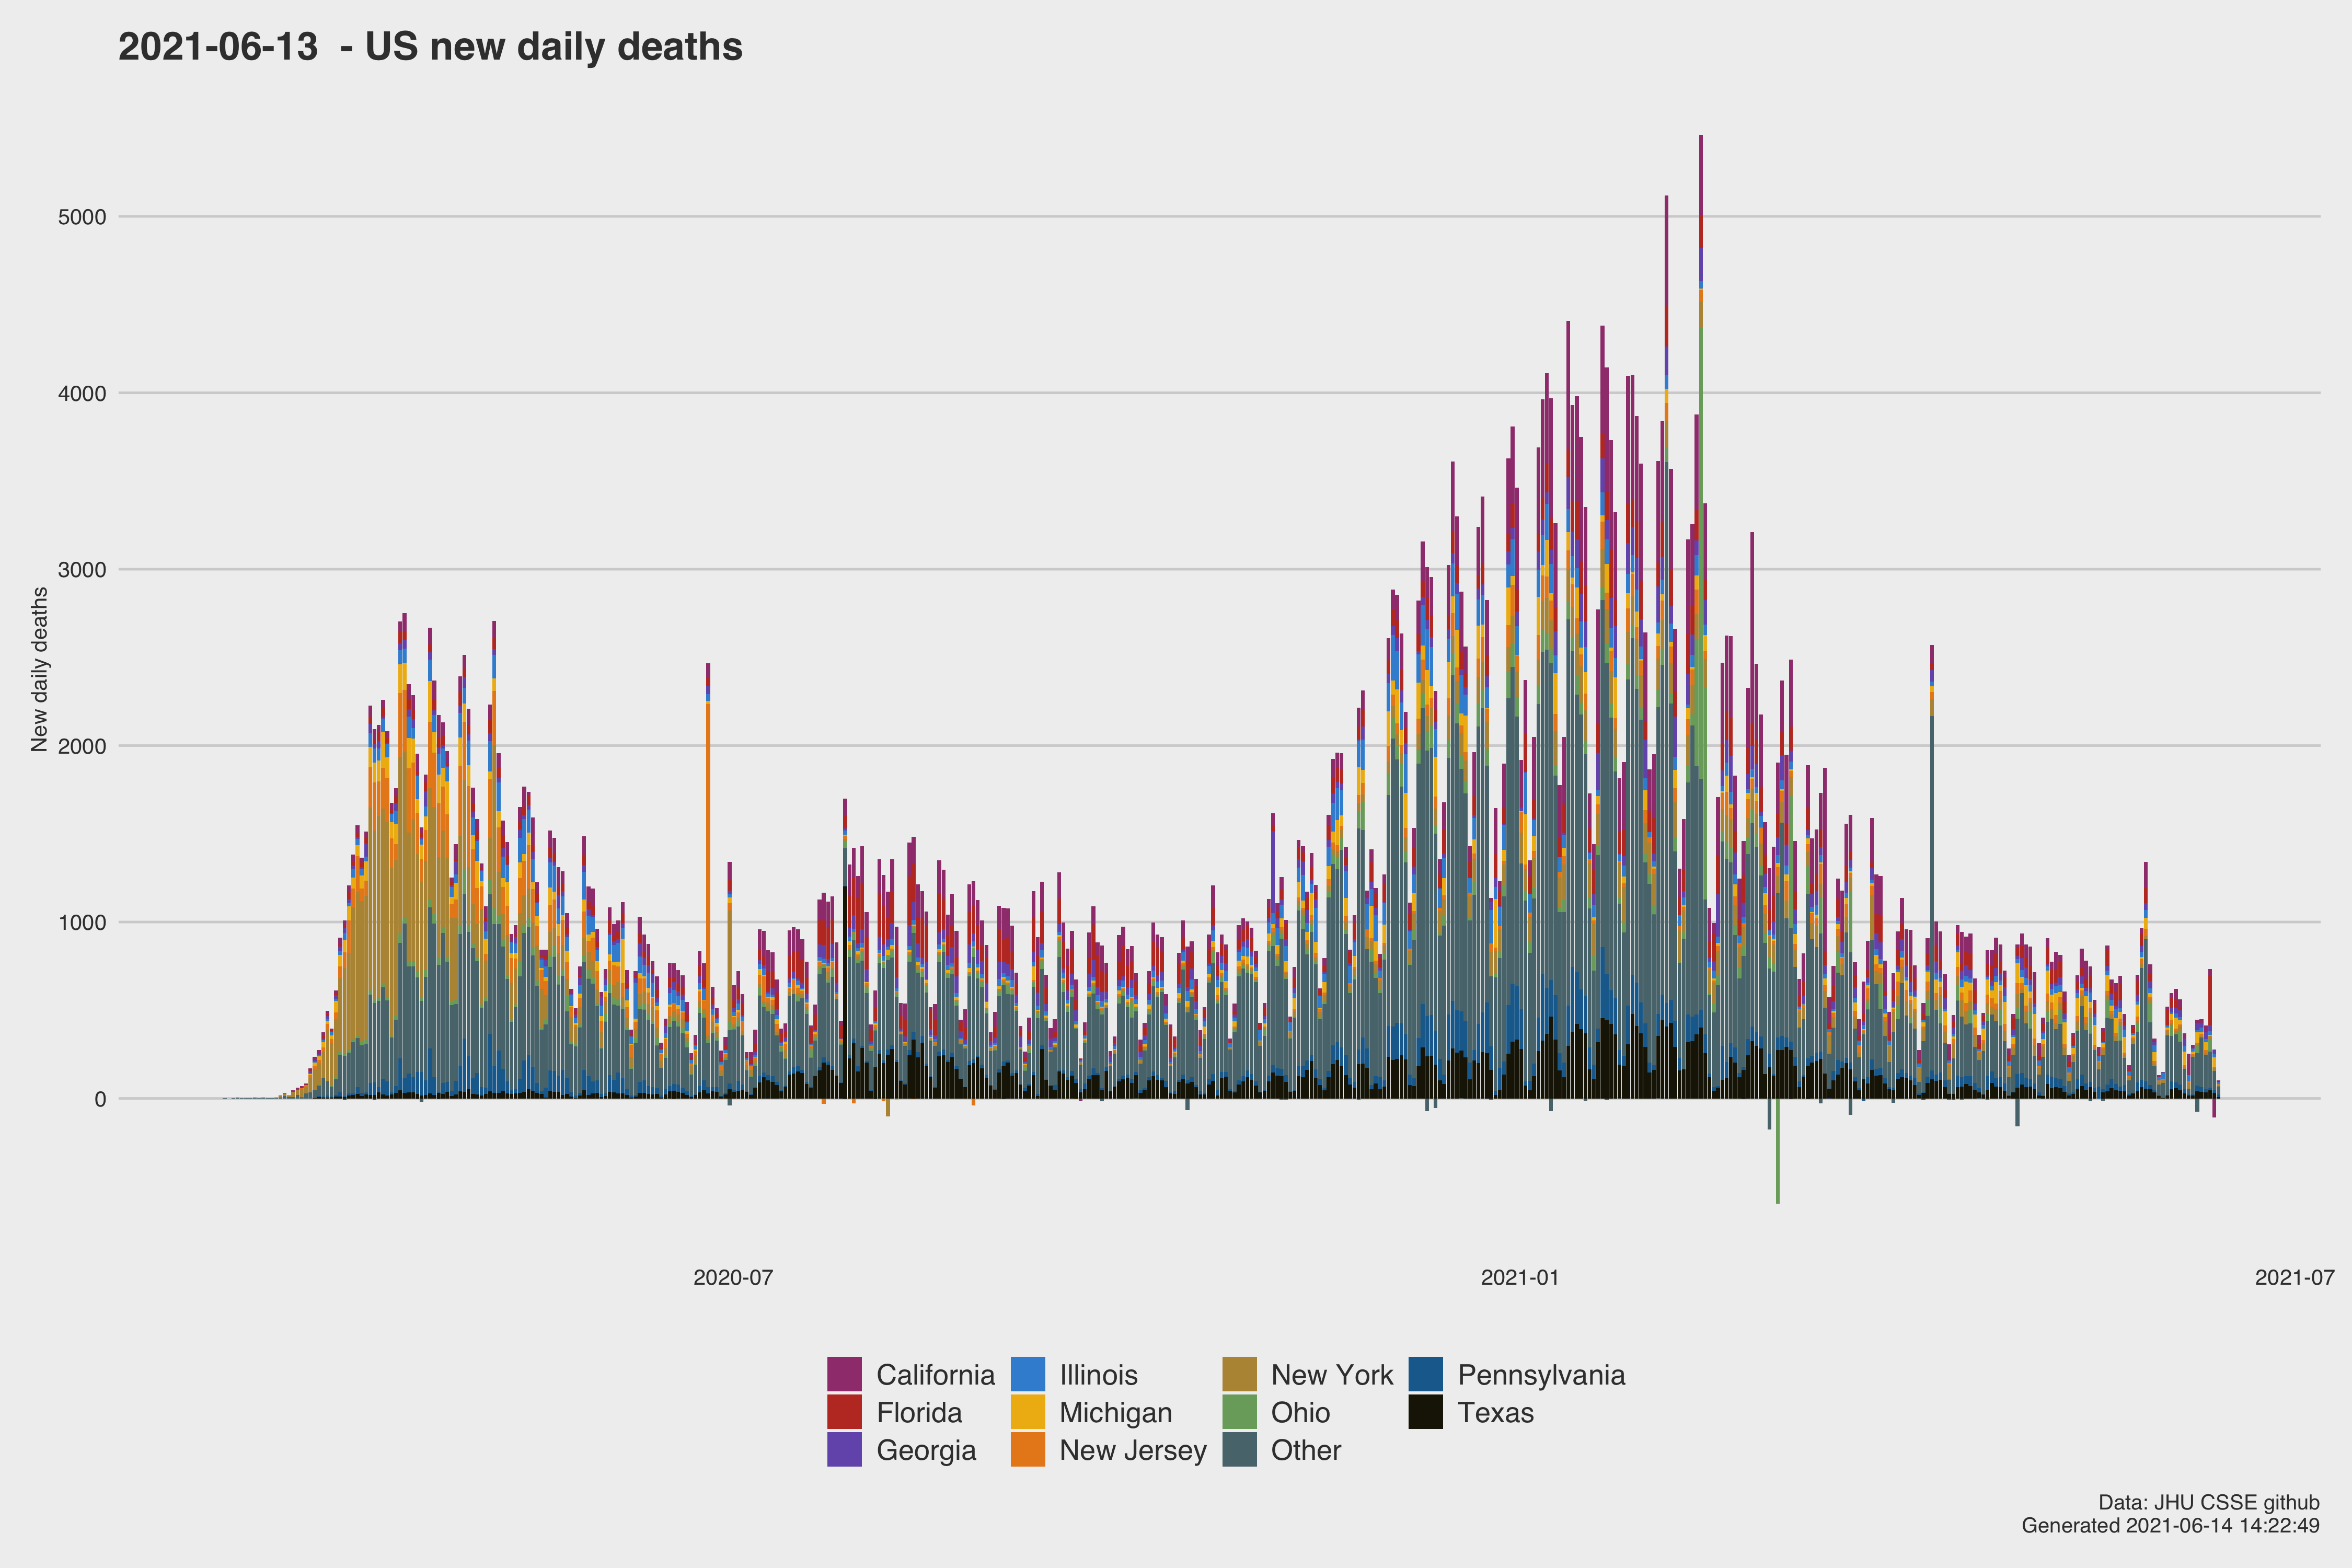 2021-06-13  - US new daily deaths
New daily deaths
5000
4000
3000
2000
1000
0
2020-07
2021-01
2021-07
California
Illinois
New York
Pennsylvania
Florida
Michigan
Ohio
Texas
Georgia
New Jersey
Other
Data: JHU CSSE github
Generated 2021-06-14 14:22:49